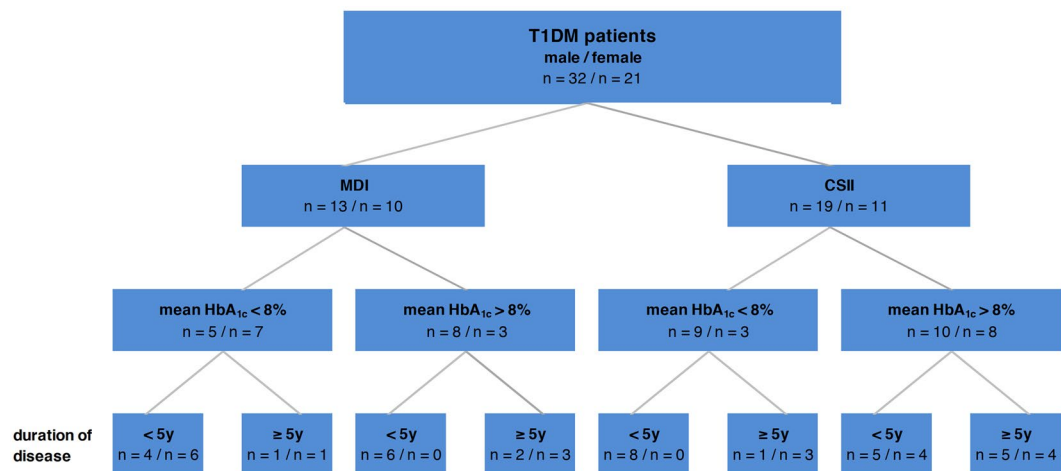 T1DM patients
male / female
n = 32 / n = 21
MDI
n = 13 / n = 10
CSII
n = 19 / n = 11
mean HbA1c < 8%
n = 5 / n = 7
mean HbA1c > 8%
n = 8 / n = 3
mean HbA1c < 8%
n = 9 / n = 3
mean HbA1c > 8%
n = 10 / n = 8
duration of
disease
< 5y
n = 4 / n = 6
≥ 5y
n = 1 / n = 1
< 5y
n = 6 / n = 0
≥ 5y
n = 2 / n = 3
< 5y
n = 8 / n = 0
≥ 5y
n = 1 / n = 3
< 5y
n = 5 / n = 4
≥ 5y
n = 5 / n = 4